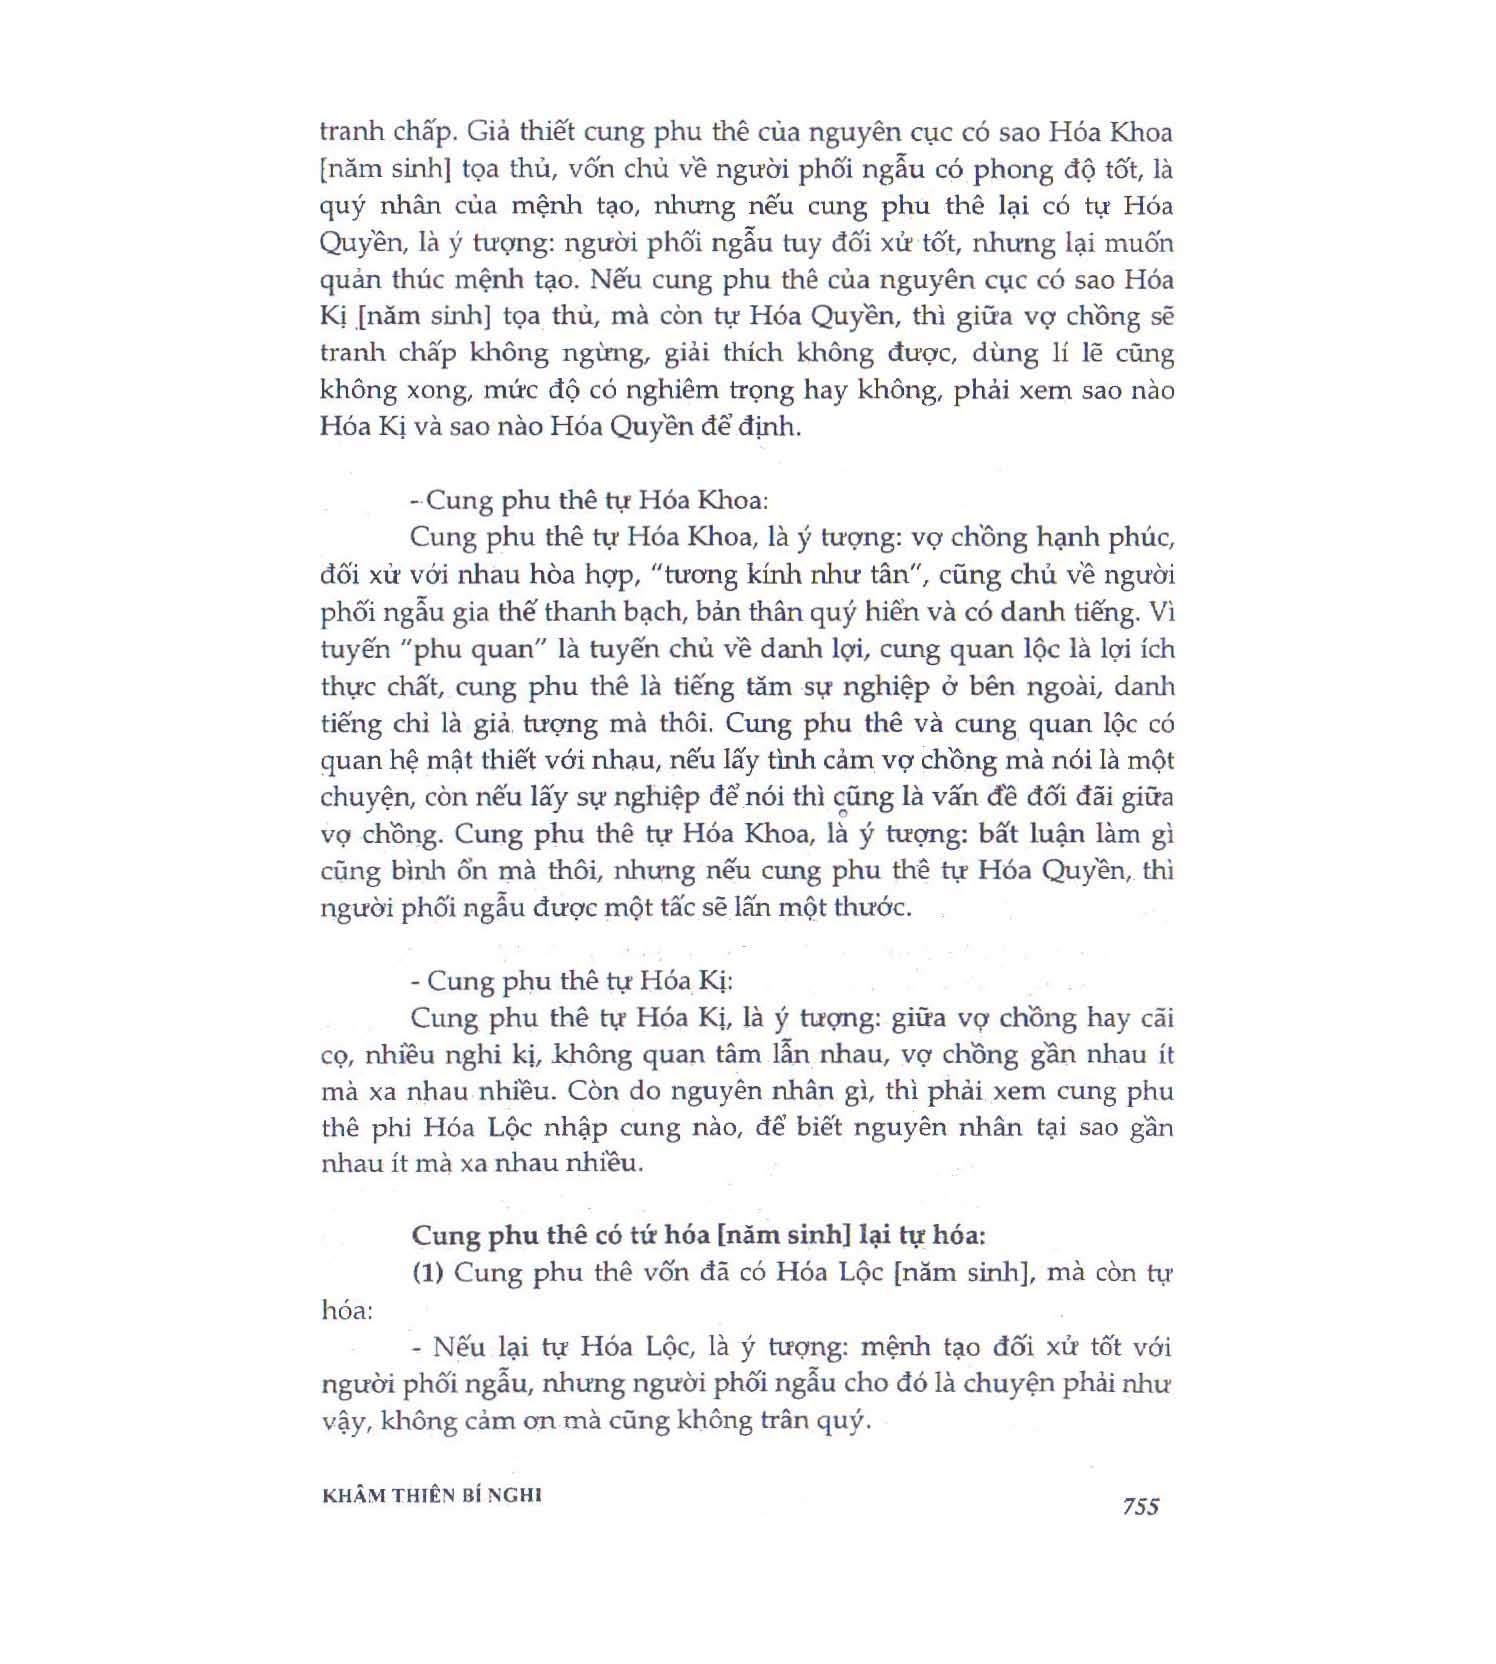 tranh chấp. Giả thiết cung phu thê của nguyên cục có sao Hóa Khoa
[năm sinh] tọa thủ, vốn chủ về người phối ngẫu có phong độ tốt, là
quý nhân của mệnh tạo, nhưng nếu cung phu thê lại có tự Hóa
Quyền, là ý tượng: người phối ngẫu tuy đối xử tốt, nhưng lại muốn
quản thúc mệnh tạo. Nếu cung phu thê của nguyên cục có sao Hóa
Kị [năm sinh] tọa thủ, mà còn tự Hóa Quyền, thì giữa vợ chồng sẽ
tranh chấp không ngừng, giải thích không được, dùng lí lẽ cũng
không xong, mức độ có nghiêm trọng hay không, phải xem sao nào
Hóa Kị và sao nào Hóa Quyền để định.
- Cung phu thê tự Hóa Khoa:
Cung phu thê tự Hóa Khoa, là ý tượng: vợ chồng hạnh phúc,
đối xử với nhau hòa hợp, "tương kính như tân", cũng chủ về người
phối ngẫu gia thế thanh bạch, bản thân quý hiển và có danh tiếng. Vì
tuyến "phu quan" là tuyến chủ về danh lợi, cung quan lộc là lợi ích
thực chất, cung phu thê là tiếng tăm sự nghiệp ở bên ngoài, danh
tiếng chỉ là giả tượng mà thôi. Cung phu thê và cung quan lộc có
quan hệ mật thiết với nhau, nếu lấy tình cảm vợ chồng mà nói là một
chuyện, còn nếu lấy sự nghiệp để nói thì cũng là vấn đề đối đãi giữa
vợ chồng. Cung phu thê tự Hóa Khoa, là ý tượng: bất luận làm gì
cũng bình ổn mà thôi, nhưng nếu cung phu thê tự Hóa Quyền, thì
người phối ngẫu được một tấc sẽ lấn một thước.
- Cung phu thê tự Hóa Kị:
Cung phu thê tự Hóa Kị, là ý tượng: giữa vợ chồng hay cãi
cọ, nhiều nghi kị, không quan tâm lẫn nhau, vợ chồng gần nhau ít
mà xa nhau nhiều. Còn do nguyên nhân gì, thì phải xem cung phu
thê phi Hóa Lộc nhập cung nào, để biết nguyên nhân tại sao gần
nhau ít mà xa nhau nhiều.
Cung phu thê có tứ hóa [năm sinh] lại tự hóa:
(1) Cung phu thê vốn đã có Hóa Lộc [năm sinh], mà còn tự
hóa:
- Nếu lại tự Hóa Lộc, là ý tượng: mệnh tạo đối xử tốt với
người phối ngẫu, nhưng người phối ngẫu cho đó là chuyện phải như
vậy, không cảm ơn mà cũng không trân quý.
KHÂM THIÊN BÍ NGHI
755